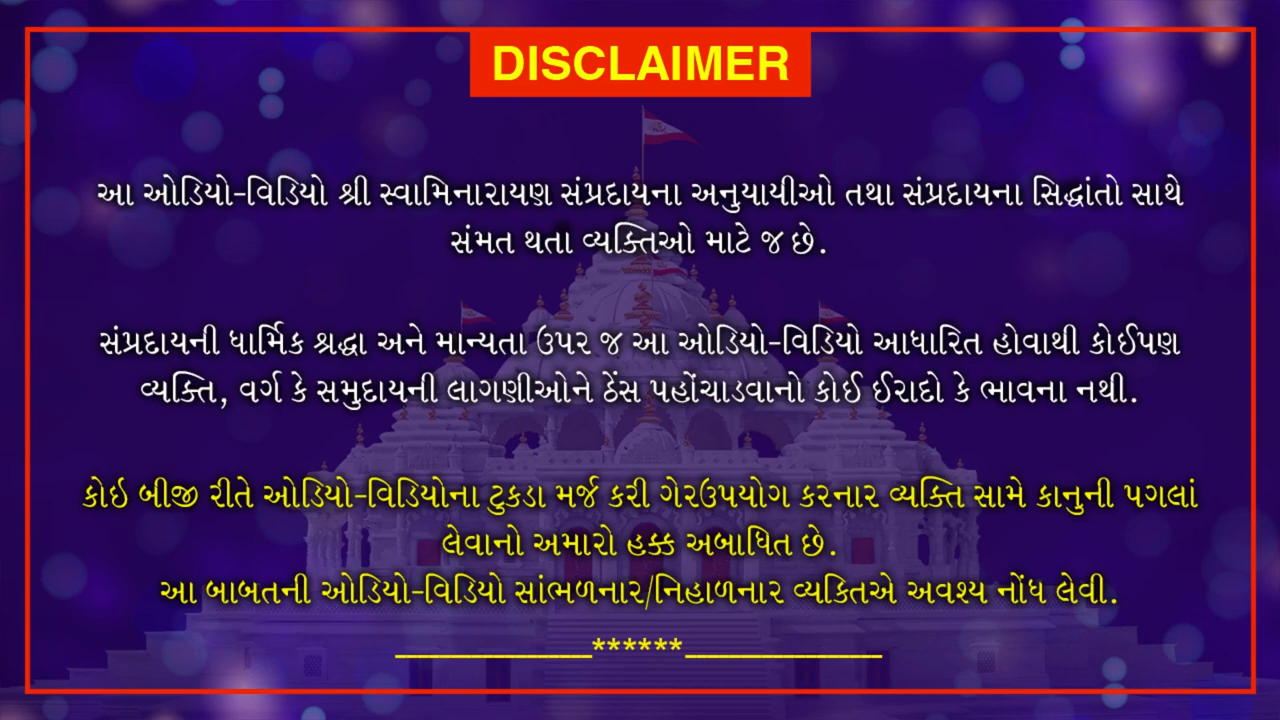 DISCLAIMER
આ ઓડિયો-વિડિયો શ્રી સ્વામિનારાયણ સંપ્રદાયના અનુયાયીઓ તથા સંપ્રદાયના સિદ્ધાંતો સાથે
સંમત થતા વ્યક્તિઓ માટે જ છે.
સંપ્રદાયની ધાર્મિક શ્રદ્ધા અને માન્યતા ઉપર જ આ ઓડિયો-વિડિયો આધારિત હોવાથી કોઈપણ
વ્યક્તિ, વર્ગ કે સમુદાયની લાગણીઓને ઠેંસ પહોંચાડવાનો કોઈ ઈરાદો કે ભાવના નથી.
કોઇ બીજી રીતે ઓડિયો-વિડિયોના ટુકડા મર્જ કરી ગેરઉપયોગ કરનાર વ્યક્તિ સામે કાનુની પગલાં
લેવાનો અમારો હક્ક અબાધિત છે.
આ બાબતની ઓડિયો-વિડિયો સાંભળનાર/નિહાળનાર વ્યકિતએ અવશ્ય નોંધ લેવી.
______________******______________